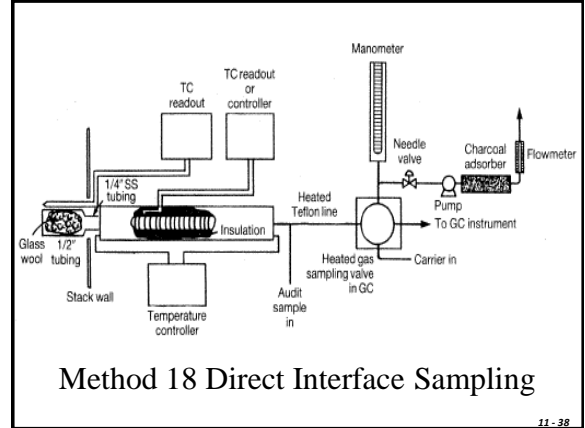 Manometer
TC readout
or
controller
TC
readout
Needle
valve
Charcoal
adsorber
Flowmeter
1/4" SS
tubing
Heated
Teflon line
Pump
To GC instrument
Insulation
Glass
wool
1/2"
tubing
Stack wall
Temperature
controller
Audit
sample
in
Heated gas
sampling valve
in GC
Carrier in
Method 18 Direct Interface Sampling
11 - 38